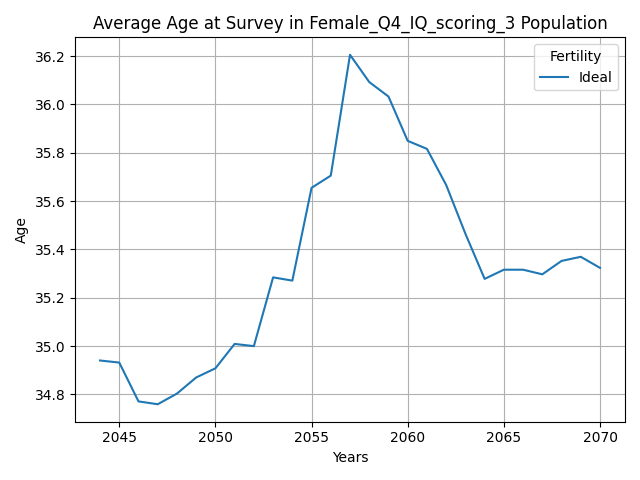 Average Age at Survey in Female_Q4_IQ_scoring_3 Population
Fertility
Ideal
36.2
36.0
35.8
35.6
35.4
35.2
35.0
34.8
Age
2045 2050 2055 2060 2065 2070
Years